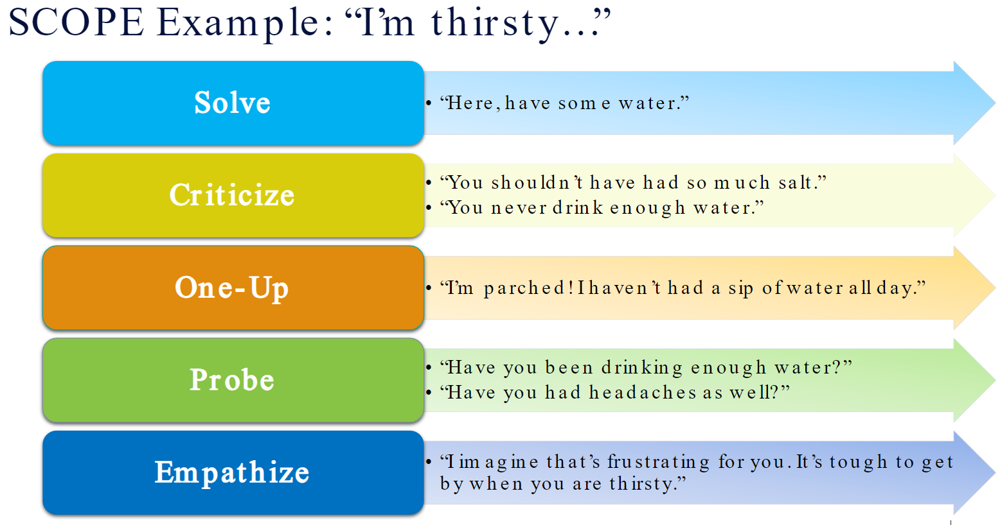 SCOPE Example: “I’m thirsty…”
Solve
• “Here, have some water.”
Criticize
• “You shouldn’t have had so much salt.”
• “You never drink enough water.”
One-Up
• “I’m parched! I haven’t had a sip of water all day.”
Probe
• “Have you been drinking enough water?”
• “Have you had headaches as well?”
Empathize
• “I imagine that’s frustrating for you. It’s tough to get
by when you are thirsty.”